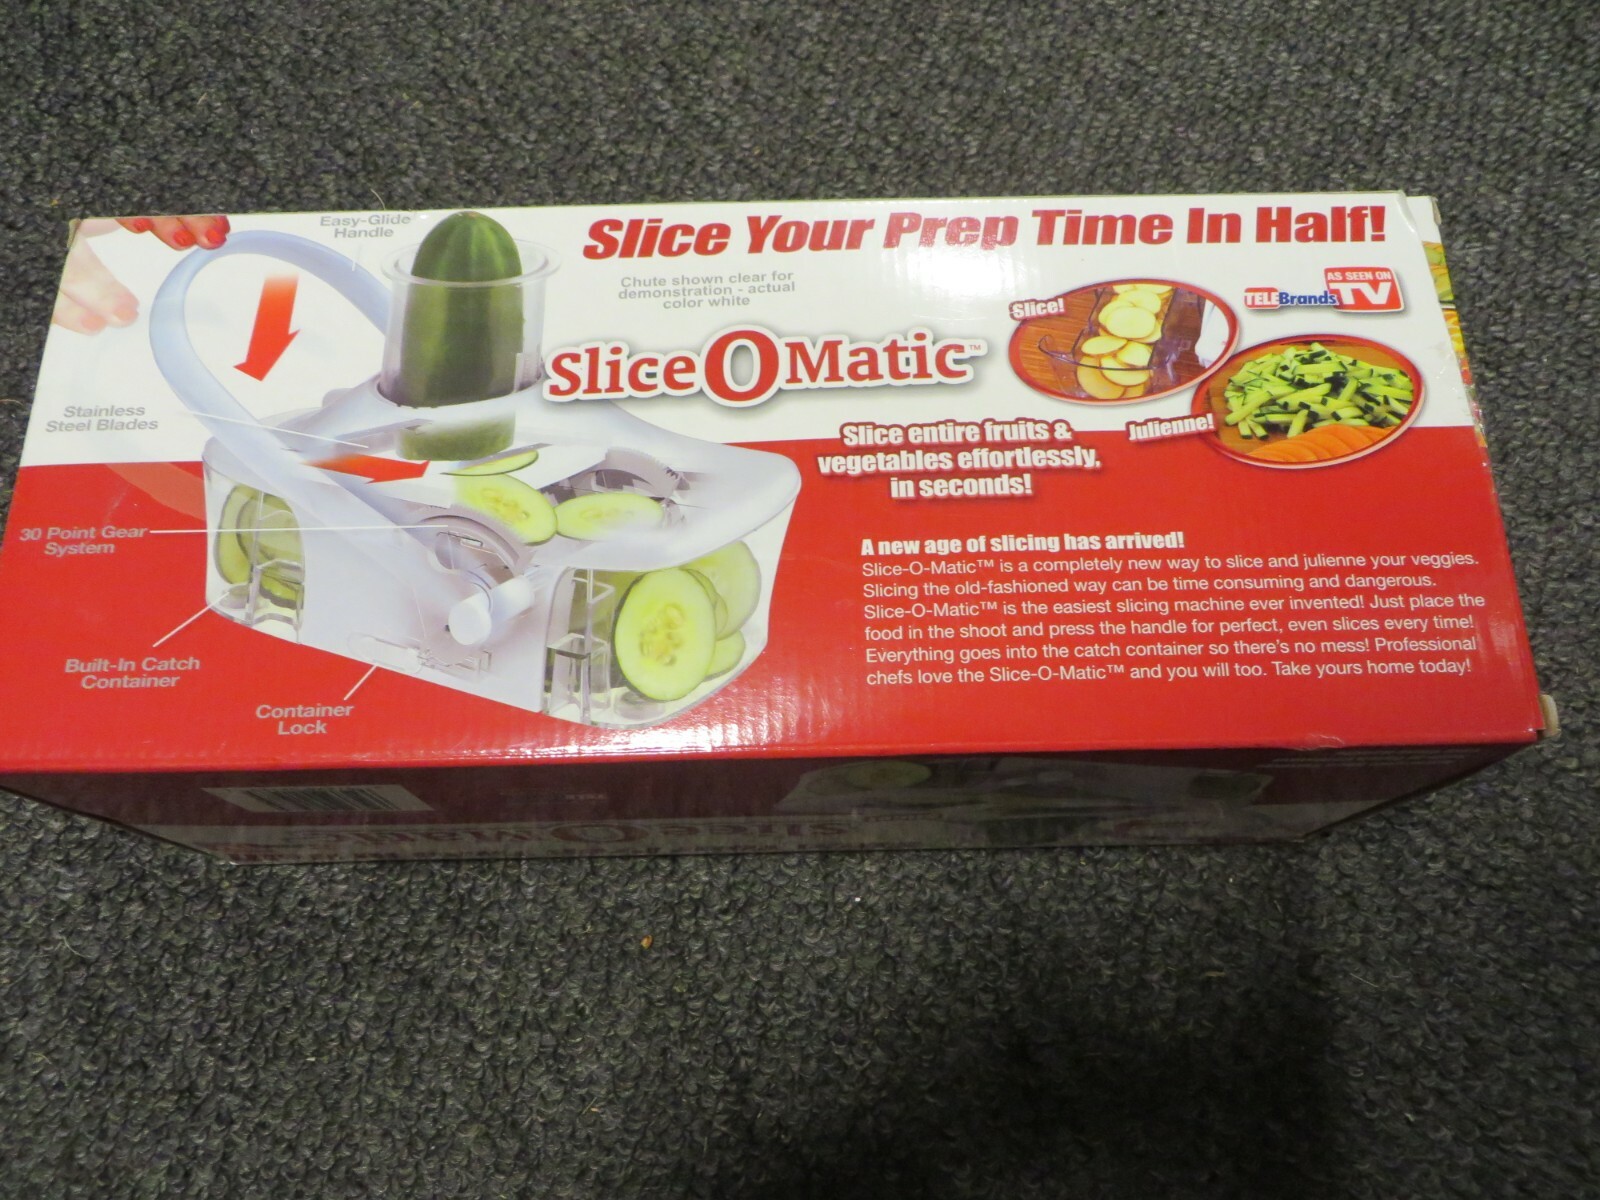 Slice Your Prep Time In Half!
Easy-Glide
Handle
Chute shown clear for
demonstration - actual
color white
AS SEEN ON
TELEBrands TV
Slice!
Slice O Matic™
Julienne!
Stainless
Steel Blades
Slice entire fruits &
vegetables effortlessly,
in seconds!
30 Point Gear
System
A new age of slicing has arrived!
Slice-O-Matic™ is a completely new way to slice and julienne your veggies.
Slicing the old-fashioned way can be time consuming and dangerous.
Slice-O-Matic™ is the easiest slicing machine ever invented! Just place the
food in the shoot and press the handle for perfect, even slices every time!
Everything goes into the catch container so there's no mess! Professional
chefs love the Slice-O-Matic™ and you will too. Take yours home today!
Built-In Catch
Container
Container
Lock